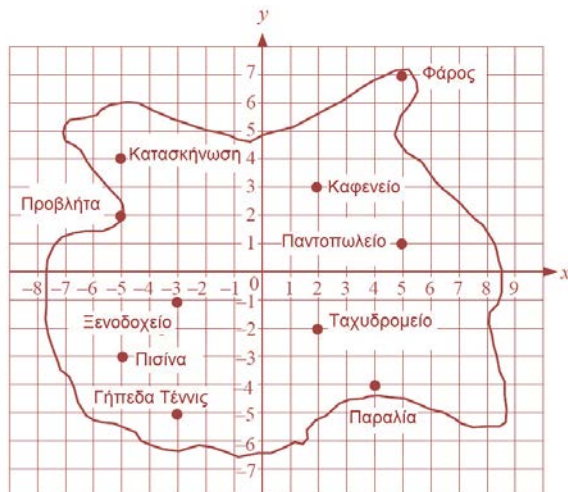 y
7
Φάρος
6
5
4
Κατασκήνωση
3
Καφενείο
Προβλήτα
2
Παντοπωλείο
1
–8 –7 –6 –5 –4 –3 –2 –1 0 1 2 3 4 5 6 7 8 9 x
–1
Ξενοδοχείο
Ταχυδρομείο
–2
Πισίνα
–3
Γήπεδα Τέννις
–4
–5
Παραλία
–6
–7